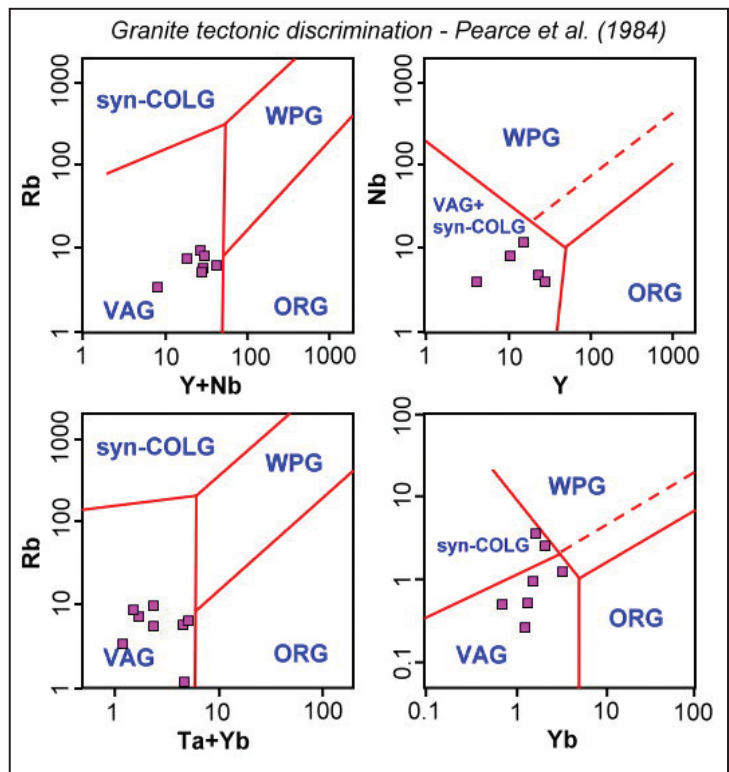 Granite tectonic discrimination - Pearce et al. (1984)
1000
100
10
1
Rb
syn-COLG
WPG
VAG
ORG
1
10
100
1000
Y+Nb
1000
100
10
1
Nb
WPG
VAG+
syn-COLG
ORG
1
10
100
1000
Y
1000
100
10
1
Rb
syn-COLG
WPG
VAG
ORG
1
10
100
Ta+Yb
100
10
1.0
0.1
WPG
syn-COLG
VAG
ORG
0.1
1
10
100
Yb